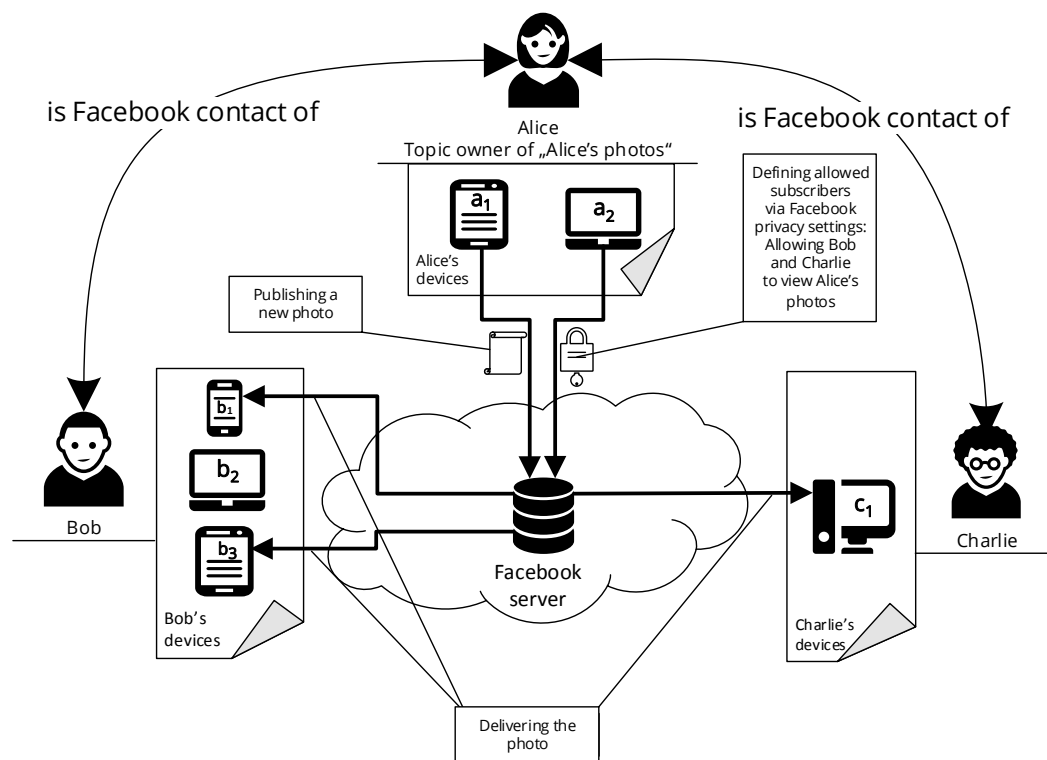 is Facebook contact of
is Facebook contact of
Alice
Topic owner of „Alice's photos“
a1
a2
Alice's
devices
Defining allowed
subscribers
via Facebook
privacy settings:
Allowing Bob
and Charlie
to view Alice's
photos
Publishing a
new photo
b1
b2
b3
Bob
Bob's
devices
Facebook
server
c1
Charlie
Charlie's
devices
Delivering the
photo